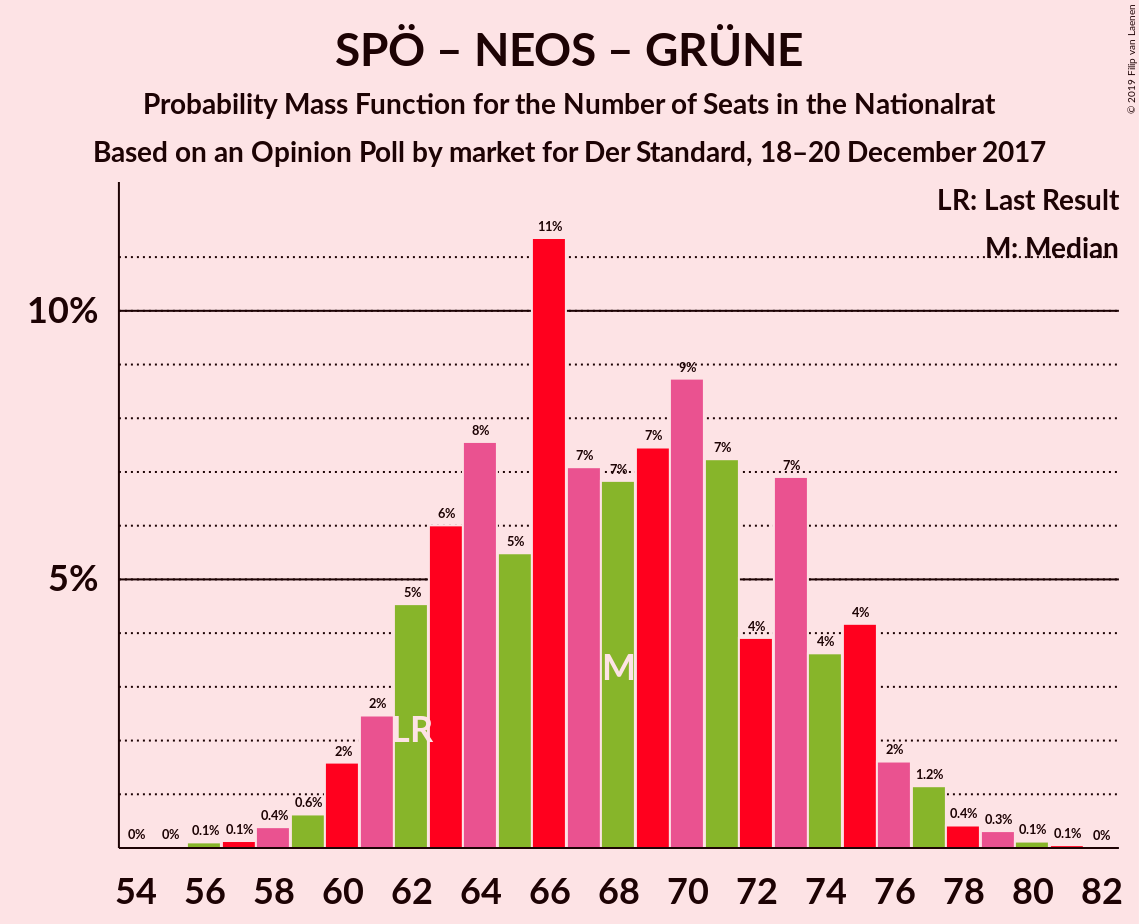 SPÖ – NEOS – GRÜNE
Probability Mass Function for the Number of Seats in the Nationalrat
Based on an Opinion Poll by market for Der Standard, 18–20 December 2017
© 2019 Filip van Laenen
LR: Last Result
M: Median
10%
5%
0% 0% 0.1% 0.1% 0.4% 0.6% 2% 2% 5% 6% 8% 5% 11% 7% 7% 7% 9% 7% 4% 7% 4% 4% 2% 1.2% 0.4% 0.3% 0.1% 0.1% 0%
LR
M
54 56 58 60 62 64 66 68 70 72 74 76 78 80 82